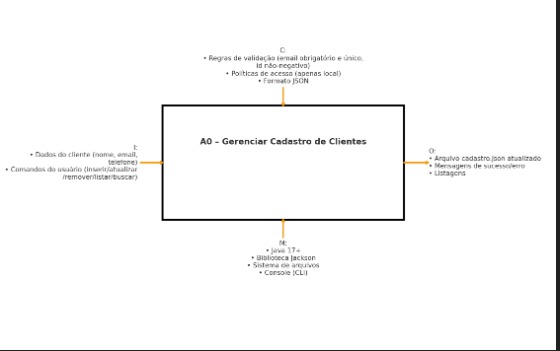 C:
• Regras de validação (email obrigatório e único,
id não-negativo)
• Políticas de acesso (apenas local)
• Formato JSON
A0 – Gerenciar Cadastro de Clientes
I:
• Dados do cliente (nome, email,
telefone)
• Comandos do usuário (inserir/atualizar
/remover/listar/buscar)
O:
• Arquivo cadastro.json atualizado
• Mensagens de sucesso/erro
• Listagens
M:
• Java 17+
• Biblioteca Jackson
• Sistema de arquivos
• Console (CLI)